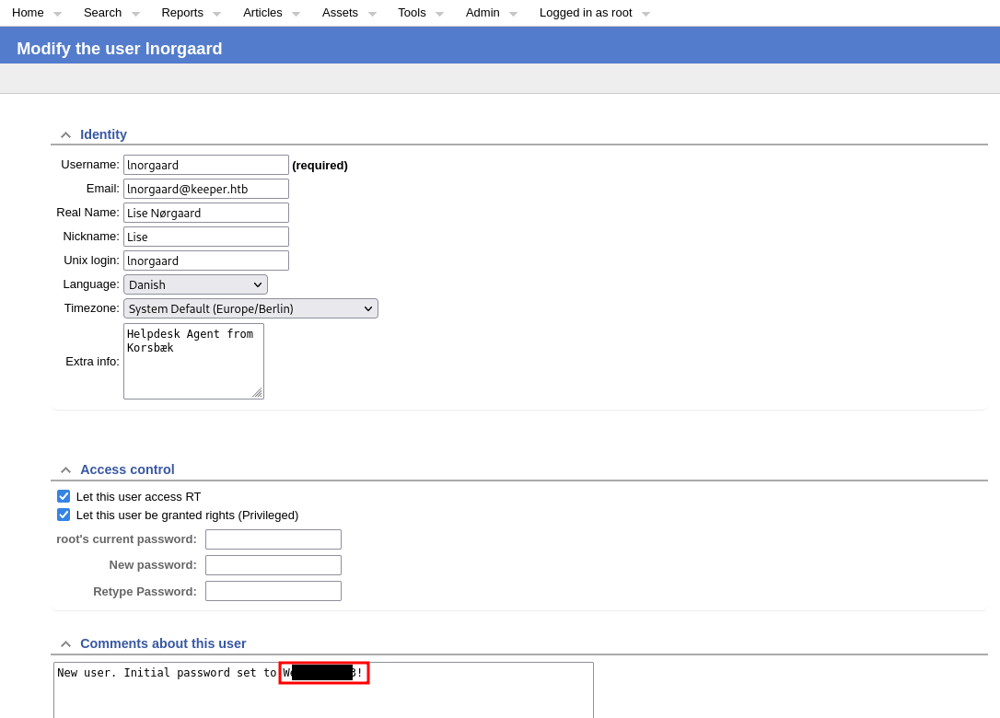 Home Search Reports Articles Assets Tools Admin Logged in as root
Modify the user lnorgaard
Identity
Username: lnorgaard (required)
Email: lnorgaard@keeper.htb
Real Name: Lise Nørgaard
Nickname: Lise
Unix login: lnorgaard
Language: Danish
Timezone: System Default (Europe/Berlin)
Extra info: Helpdesk Agent from
Korsbæk
Access control
Let this user access RT
Let this user be granted rights (Privileged)
root's current password:
New password:
Retype Password:
Comments about this user
New user. Initial password set to